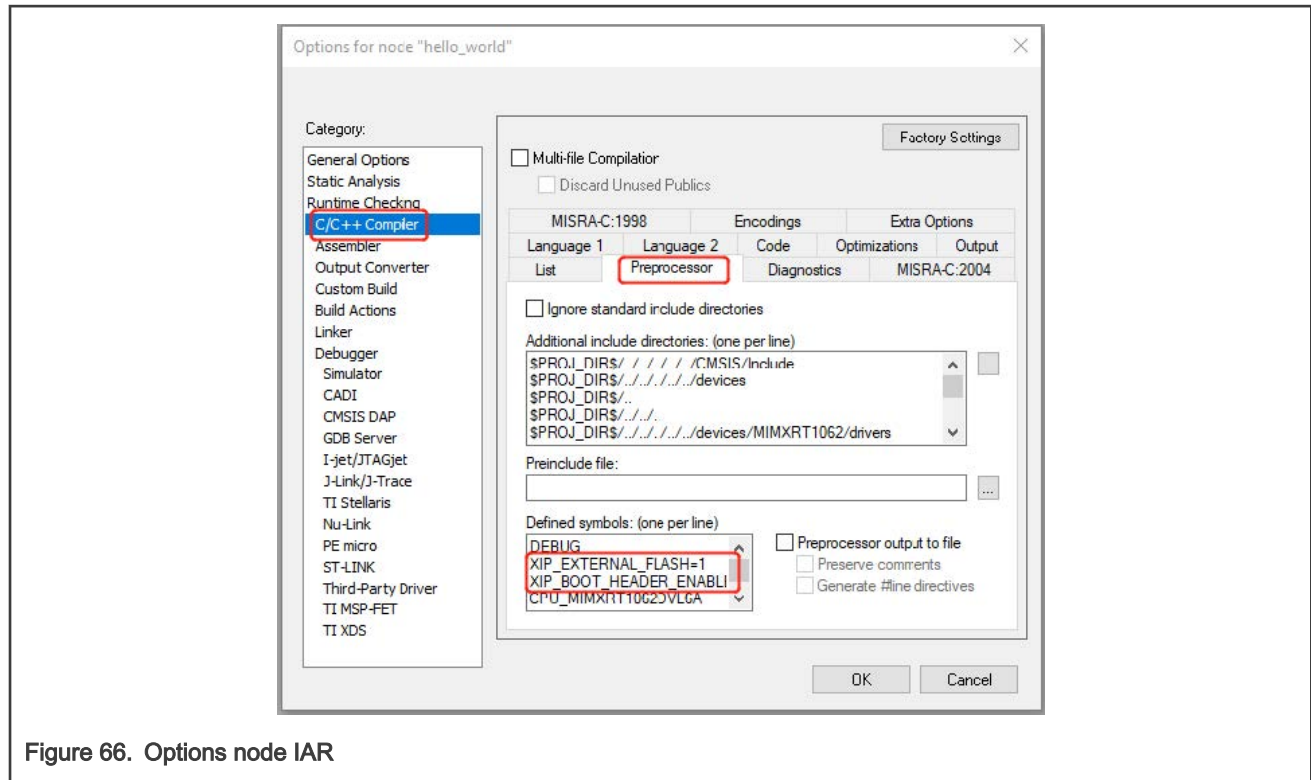 Options for noce "hello_world"
Category:
General Options
Static Analysis
Runtime Checkng
C/C++ Compiler
Assembler
Output Converter
Custom Build
Build Actions
Linker
Debugger
Simulator
CADI
CMSIS DAP
GDB Server
I-jet/JTAGjet
J-Link/J-Trace
TI Stellaris
Nu-Link
PE micro
ST-LINK
Third-Party Driver
TI MSP-FET
TI XDS
Factory Settings
Multi-file Compilation
Discard Unused Publics
MISRA-C:1998 Encodings Extra Options
Language 1 Language 2 Code Optimizations Output
List Preprocessor Diagnostics MISRA-C:2004
Ignore standard include directories
Additional include directories: (one per line)
$PROJ_DIR$/../../../../../../CMSIS/Include
$PROJ_DIR$/../../../../../../devices
$PROJ_DIR$/..
$PROJ_DIR$/../../..
$PROJ_DIR$/../../../../../../devices/MIMXRT1062/drivers
Preinclude file:
...
Defined symbols: (one per line)
DEBUG
XIP_EXTERNAL_FLASH=1
XIP_BOOT_HEADER_ENABLI
CPU_MIMXRT1062DVL6A
Preprocessor output to file
Preserve comments
Generate #line directives
OK Cancel
Figure 66. Options node IAR